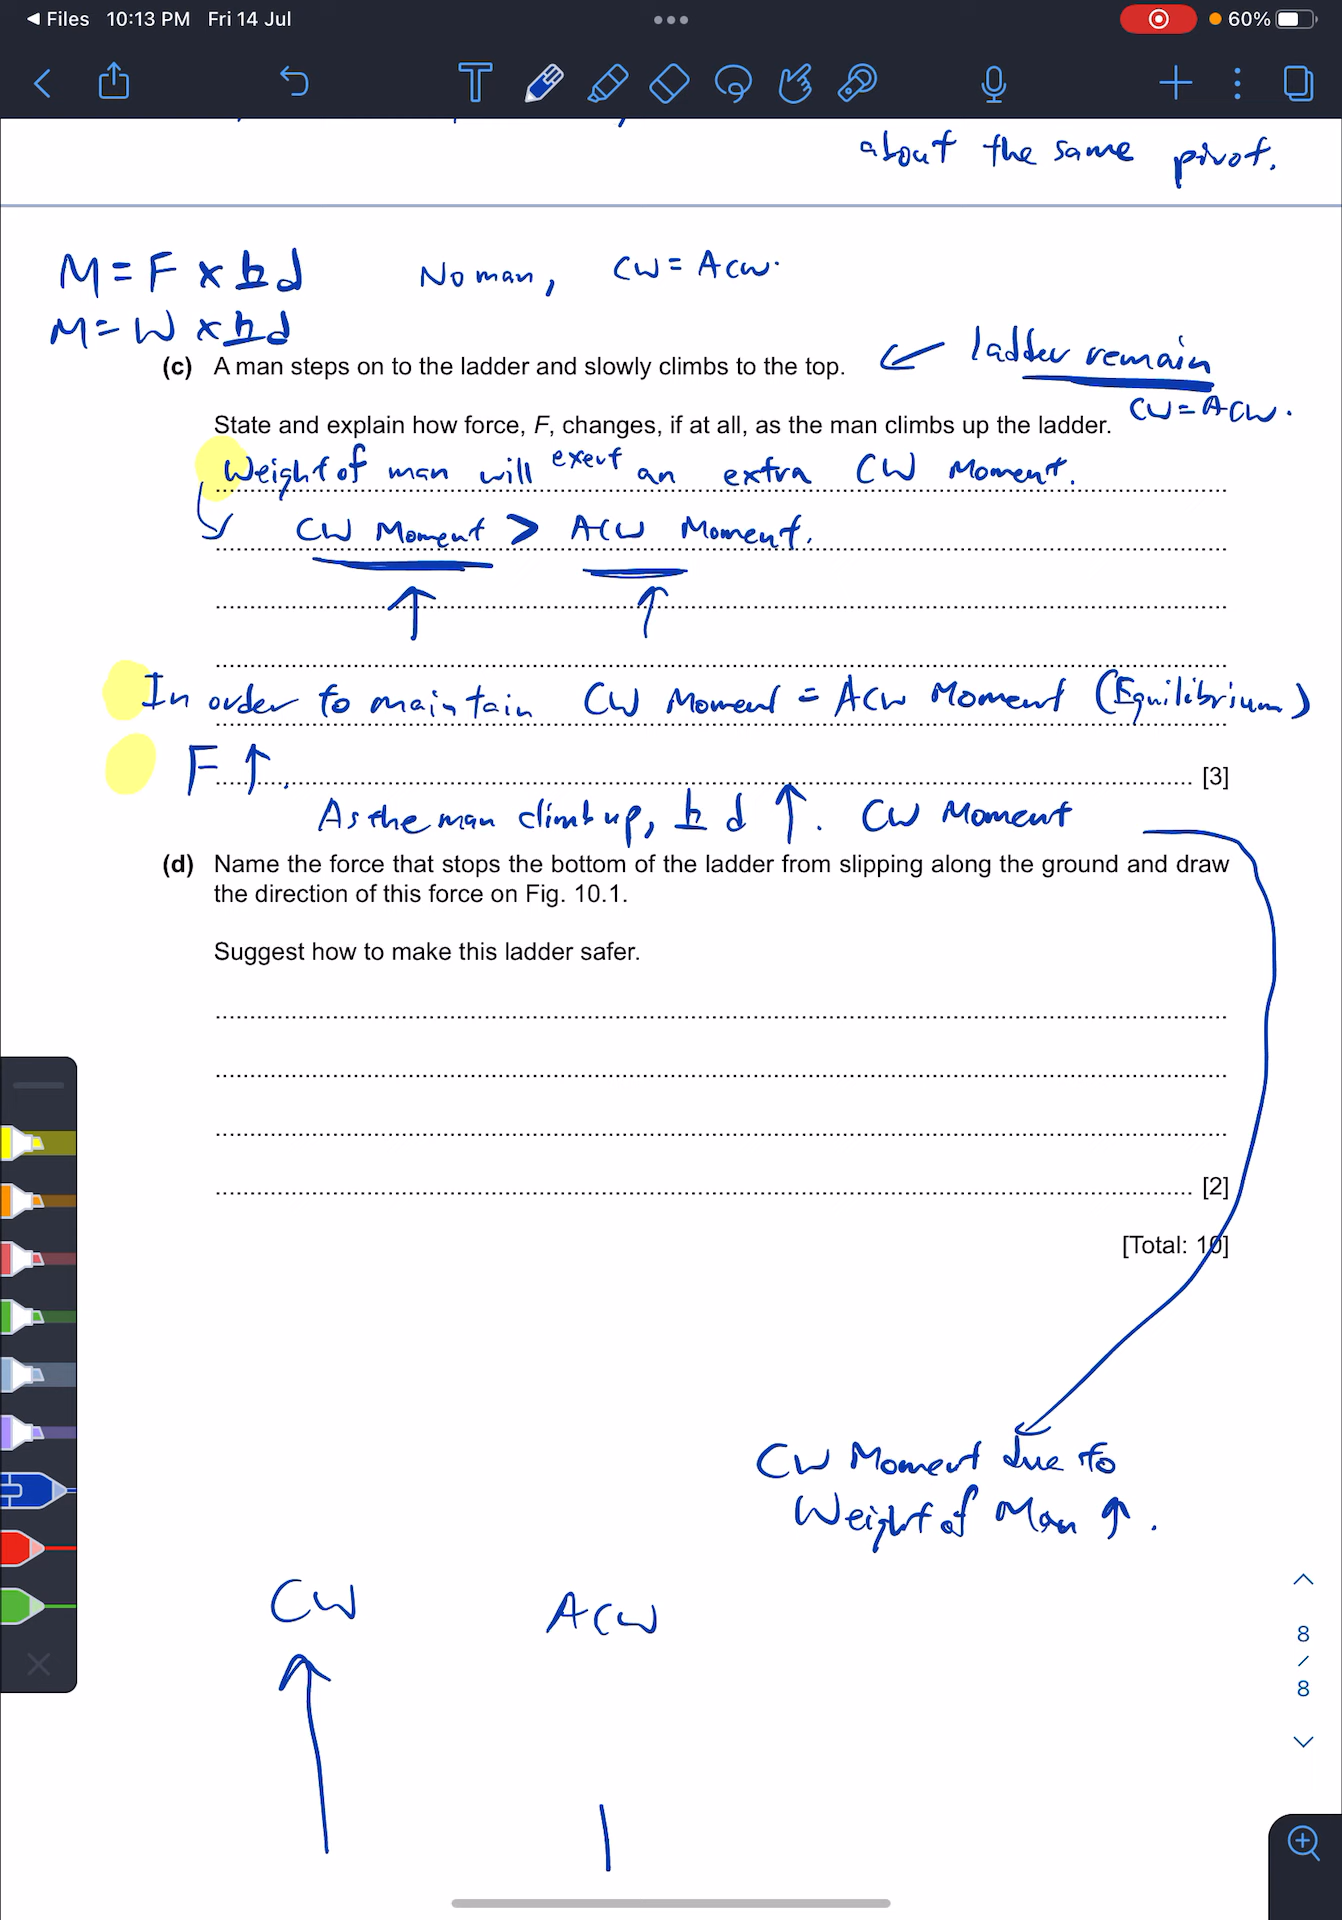 Files 10:13 PM Fri 14 Jul 60%
about the same pivot.
M = F x ⊥ d No man, CW = ACW.
M = W x ⊥ d
ladder remain
(c) A man steps on to the ladder and slowly climbs to the top.
CW = ACW.
State and explain how force, F, changes, if at all, as the man climbs up the ladder.
Weight of man will exert an extra CW Moment.
CW Moment > ACW Moment.
In order to maintain CW Moment = ACW Moment (Equilibrium)
F ↑. [3]
As the man climb up, ⊥ d ↑. CW Moment
(d) Name the force that stops the bottom of the ladder from slipping along the ground and draw
the direction of this force on Fig. 10.1.
Suggest how to make this ladder safer.
[2]
[Total: 10]
CW Moment due to
Weight of Man ↑.
CW ACW
8
/
8